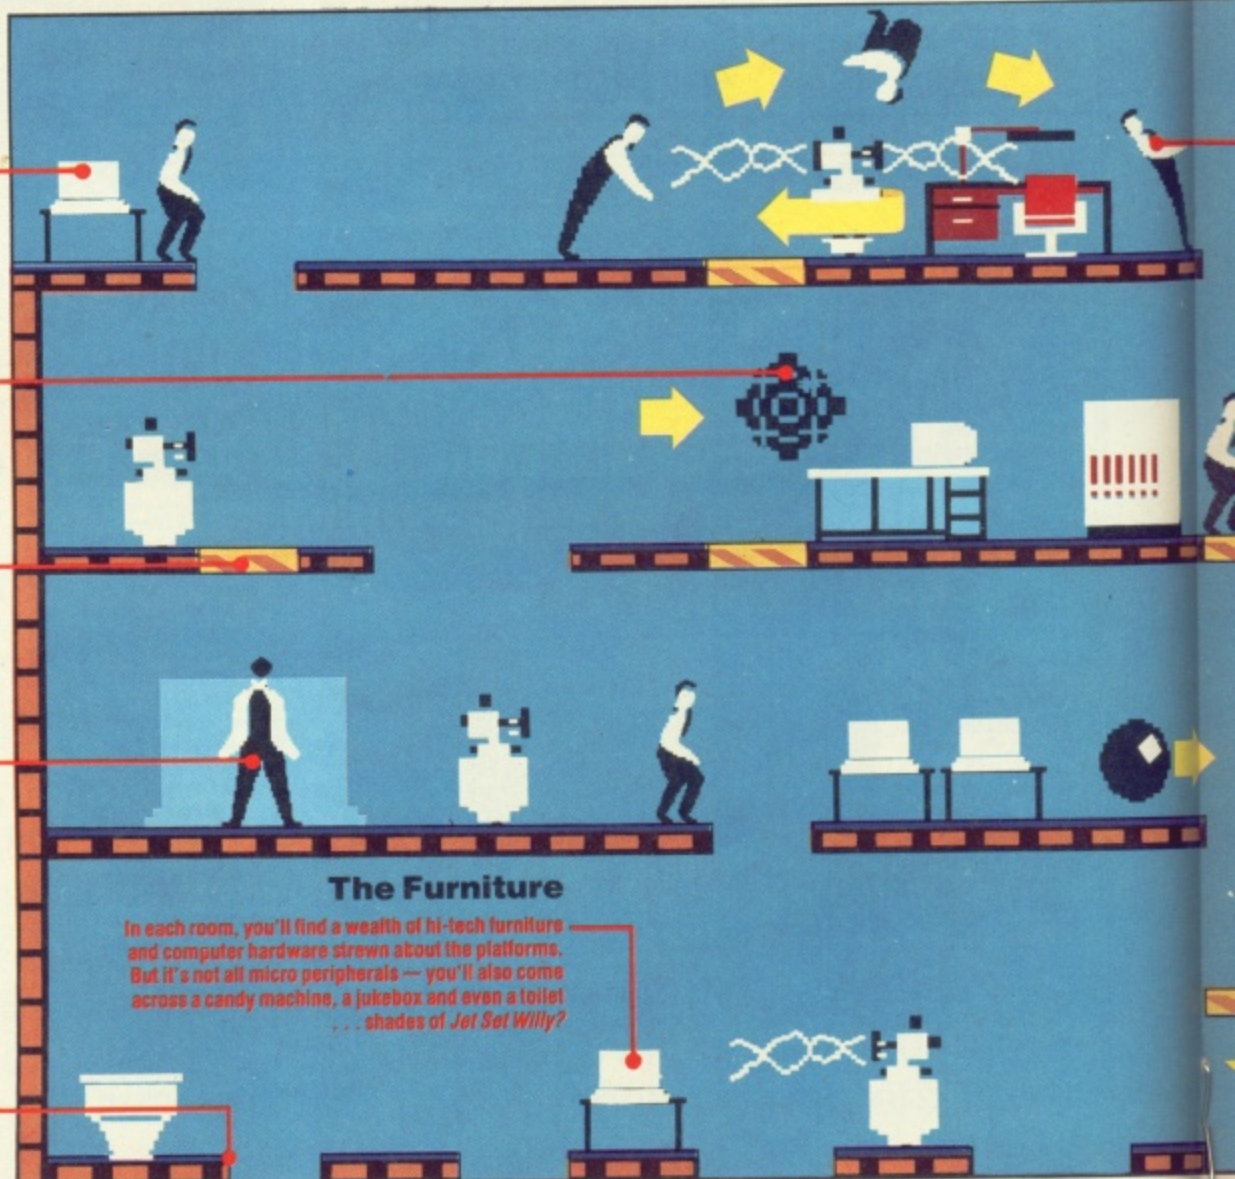 The Furniture
In each room, you'll find a wealth of hi-tech furniture
and computer hardware strewn about the platforms.
But it's not all micro peripherals — you'll also come
across a candy machine, a jukebox and even a toilet
. . . shades of Jet Set Willy?